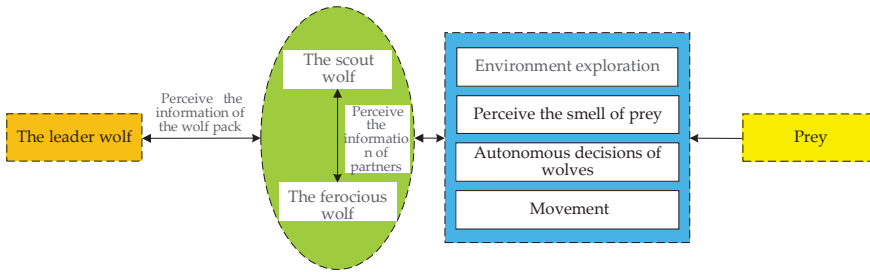 The leader wolf
Perceive the
information of
the wolf pack
The scout
wolf
Perceive
the
informatio
n of
partners
The ferocious
wolf
Environment exploration
Perceive the smell of prey
Autonomous decisions of
wolves
Movement
Prey